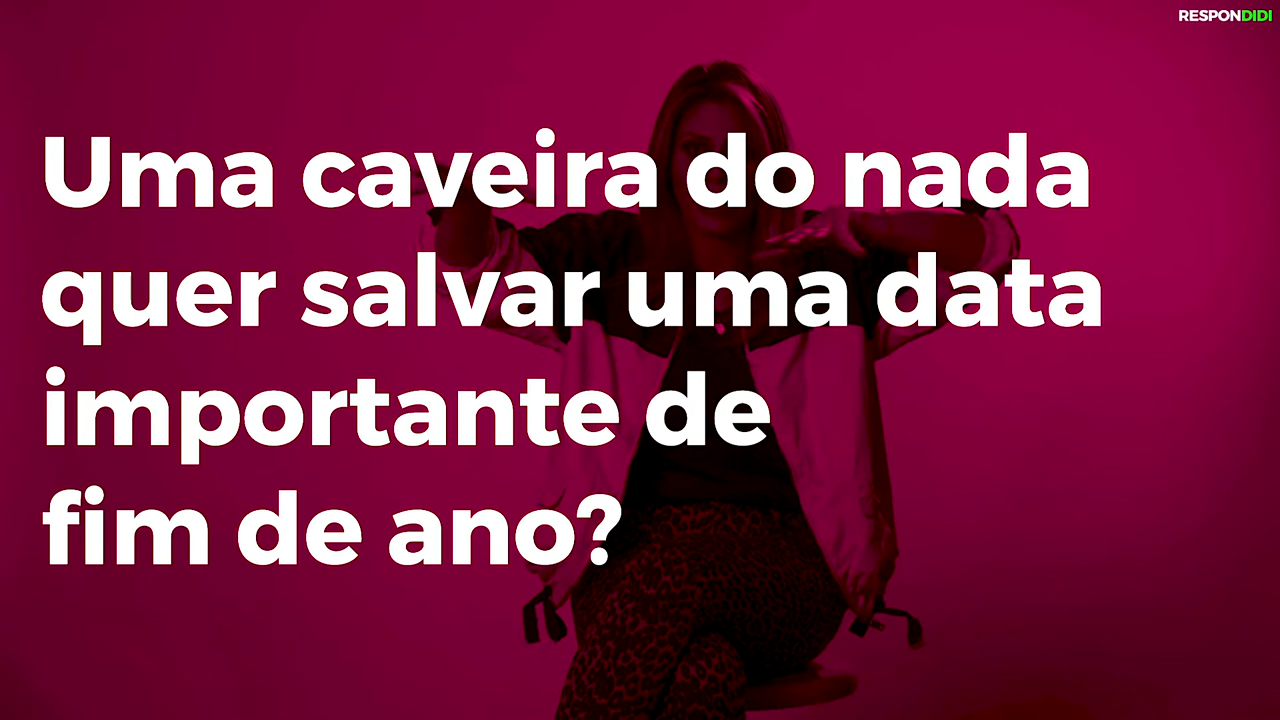 RESPONDIDI
Uma caveira do nada
quer salvar uma data
importante de
fim de ano?